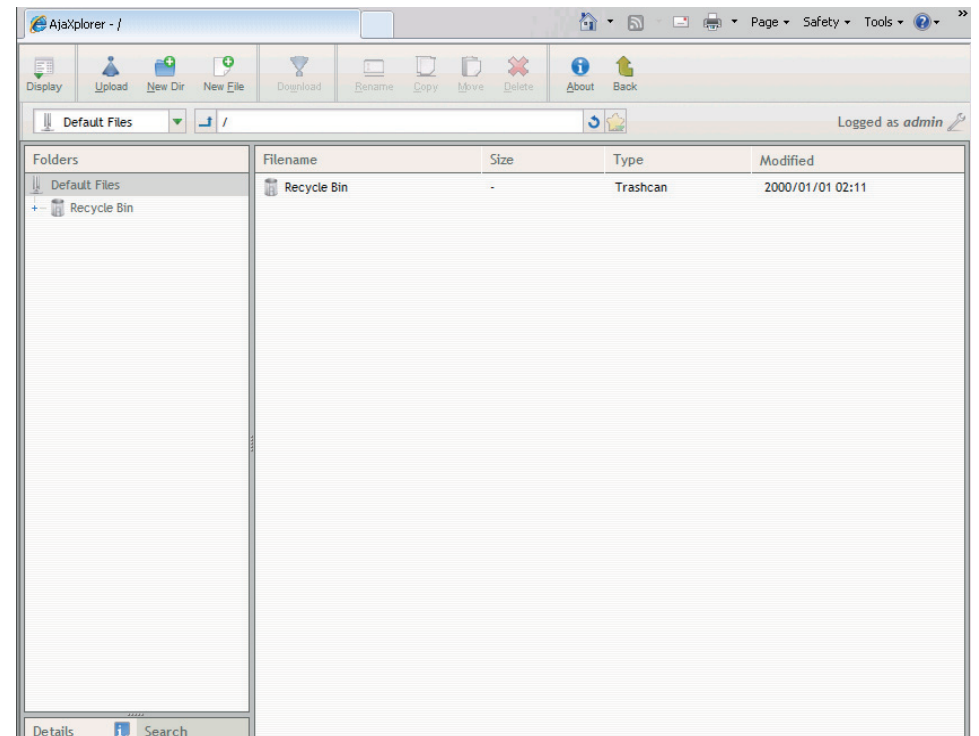 AjaXplorer - /
Page Safety Tools »
Display Upload New Dir New File Download Rename Copy Move Delete About Back
Default Files / Logged as admin
Folders Filename Size Type Modified
Default Files Recycle Bin - Trashcan 2000/01/01 02:11
Recycle Bin
Details Search